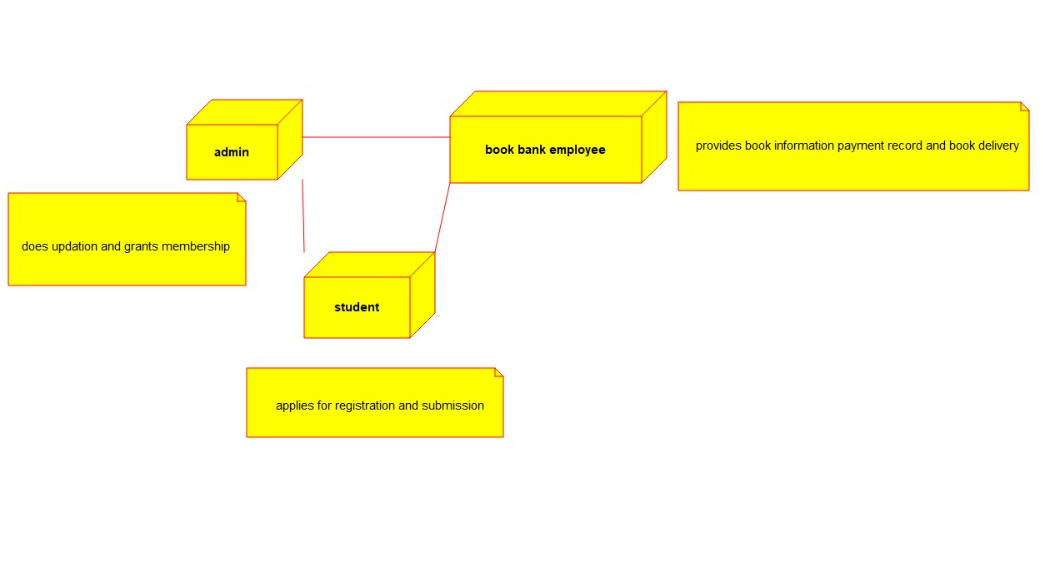 admin
book bank employee
provides book information payment record and book delivery
does updation and grants membership
student
applies for registration and submission